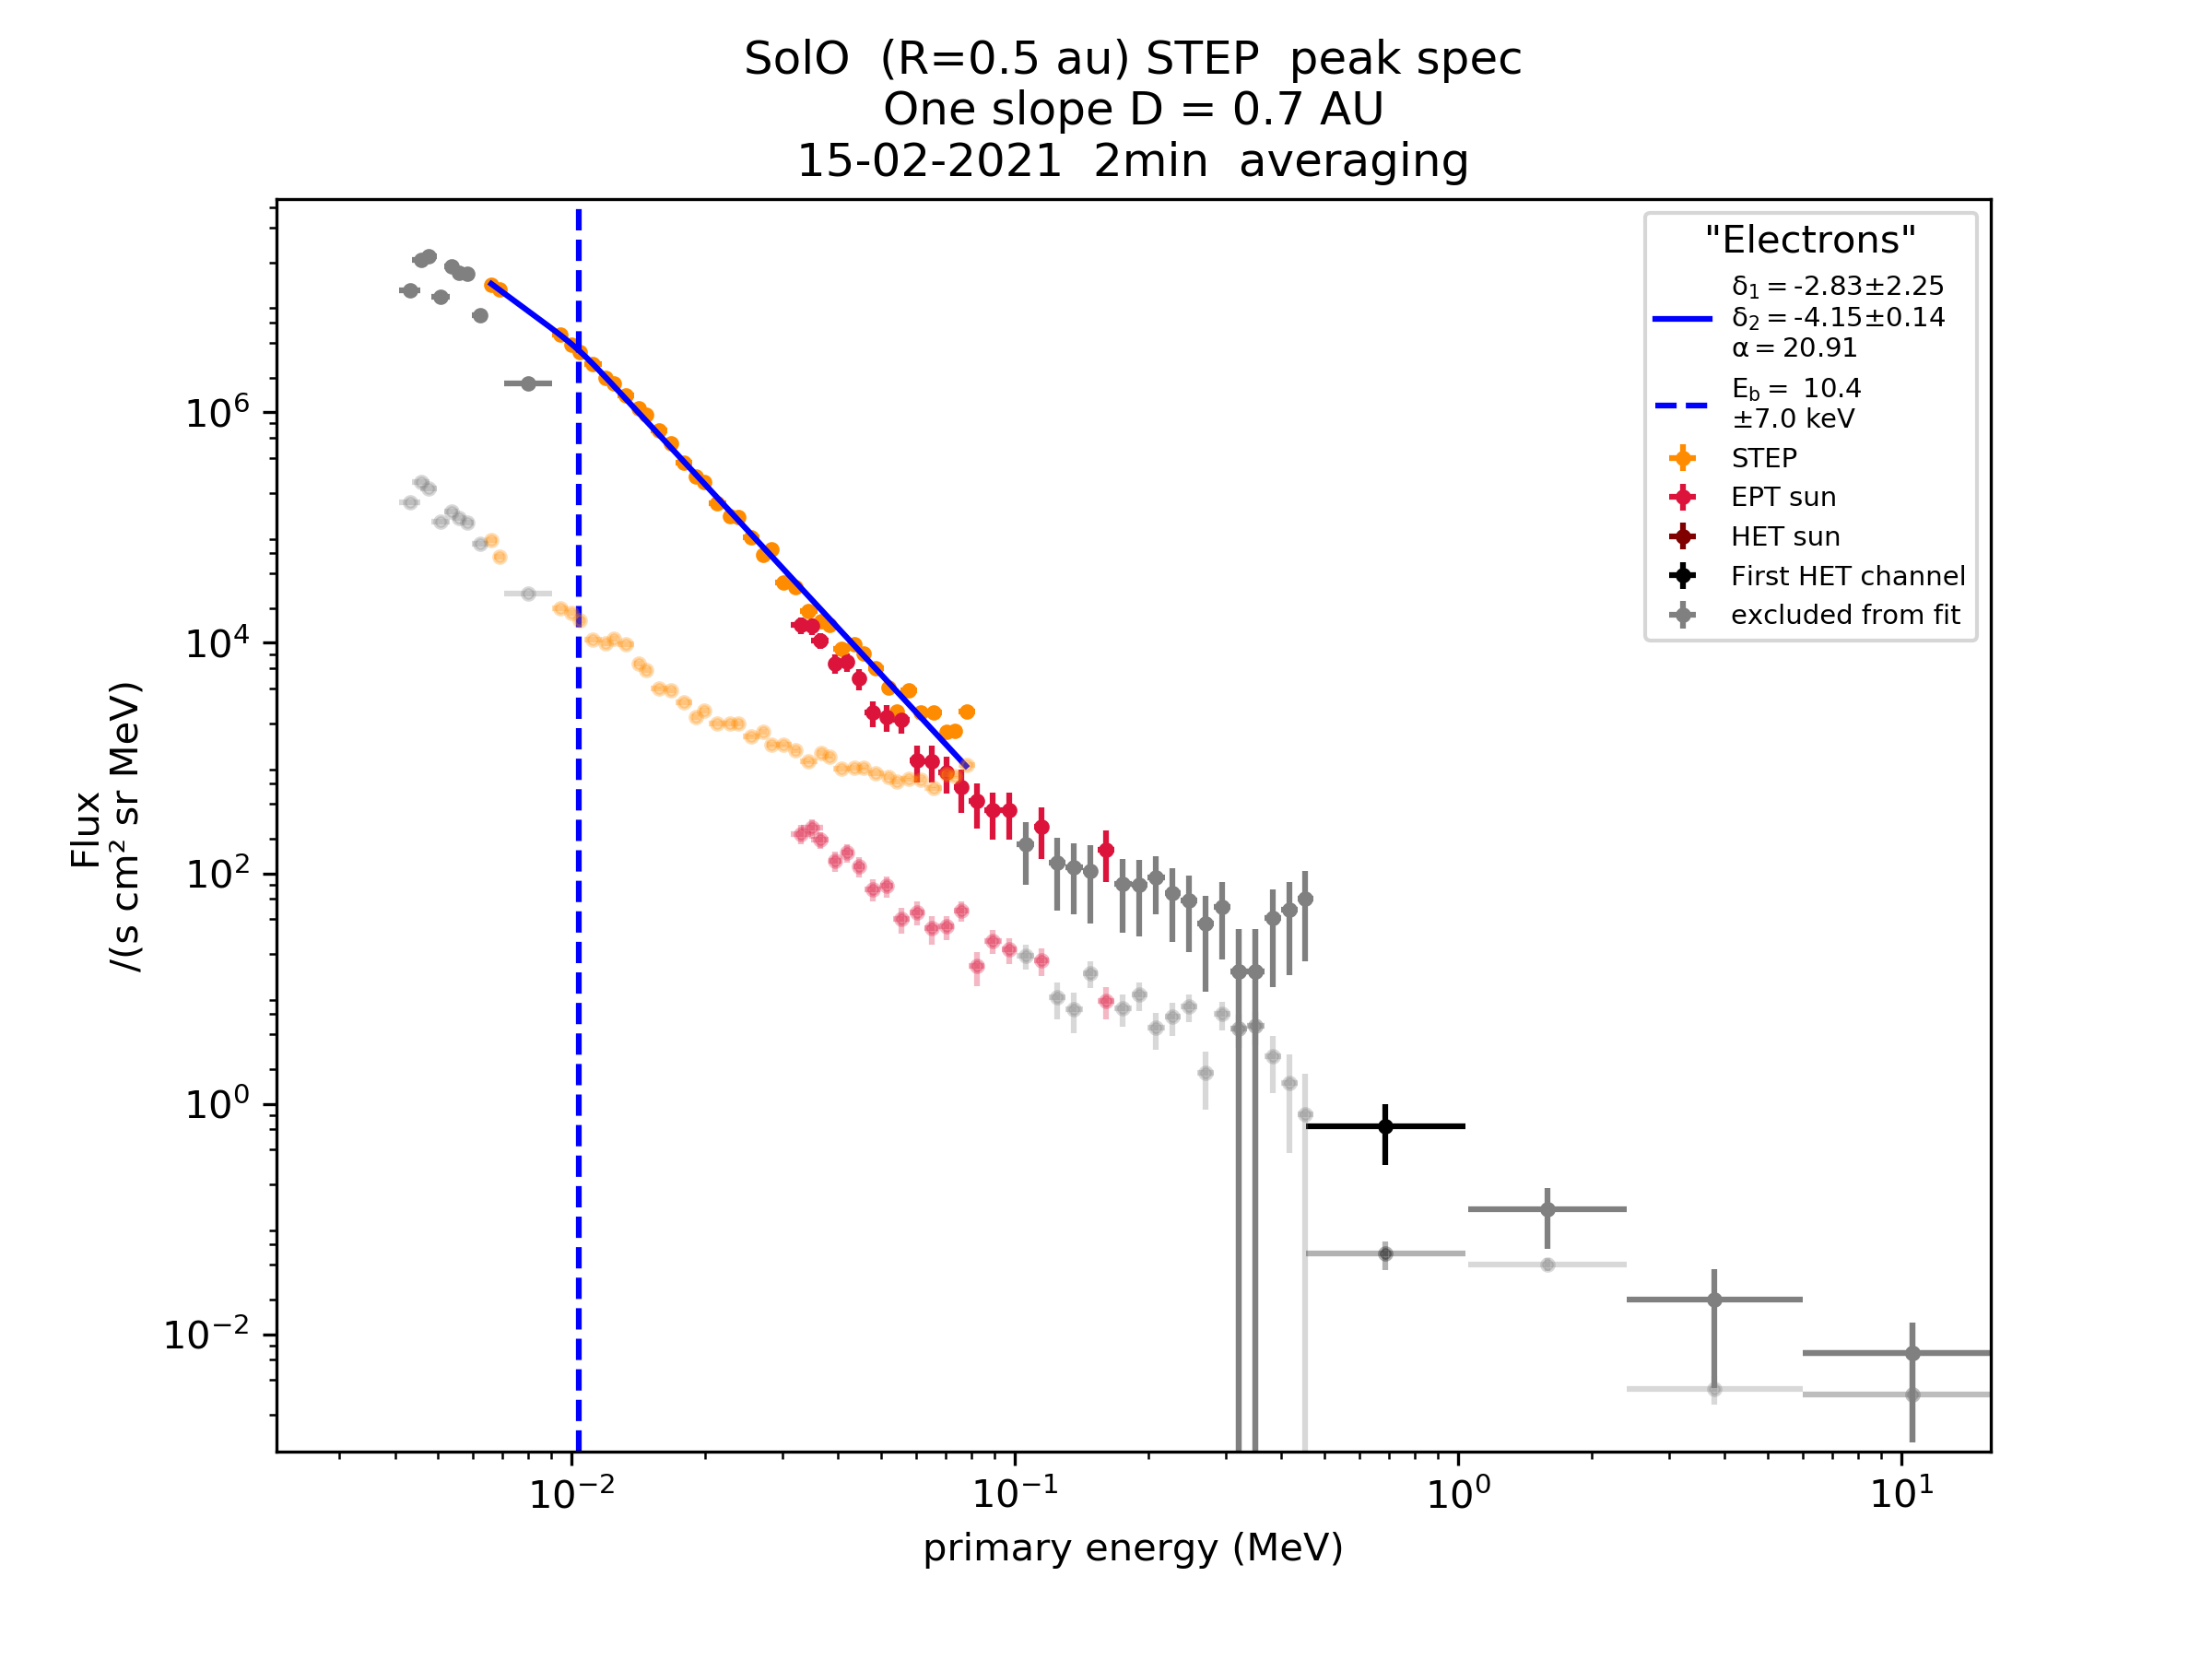 SolO (R=0.5 au) STEP peak spec
One slope D = 0.7 AU
15-02-2021 2min averaging
"Electrons"
δ₁ = -2.83±2.25
δ₂ = -4.15±0.14
α = 20.91
E_b = 10.4
±7.0 keV
STEP
EPT sun
HET sun
First HET channel
excluded from fit
Flux
/(s cm² sr MeV)
10⁶
10⁴
10²
10⁰
10⁻²
10⁻² 10⁻¹ 10⁰ 10¹
primary energy (MeV)